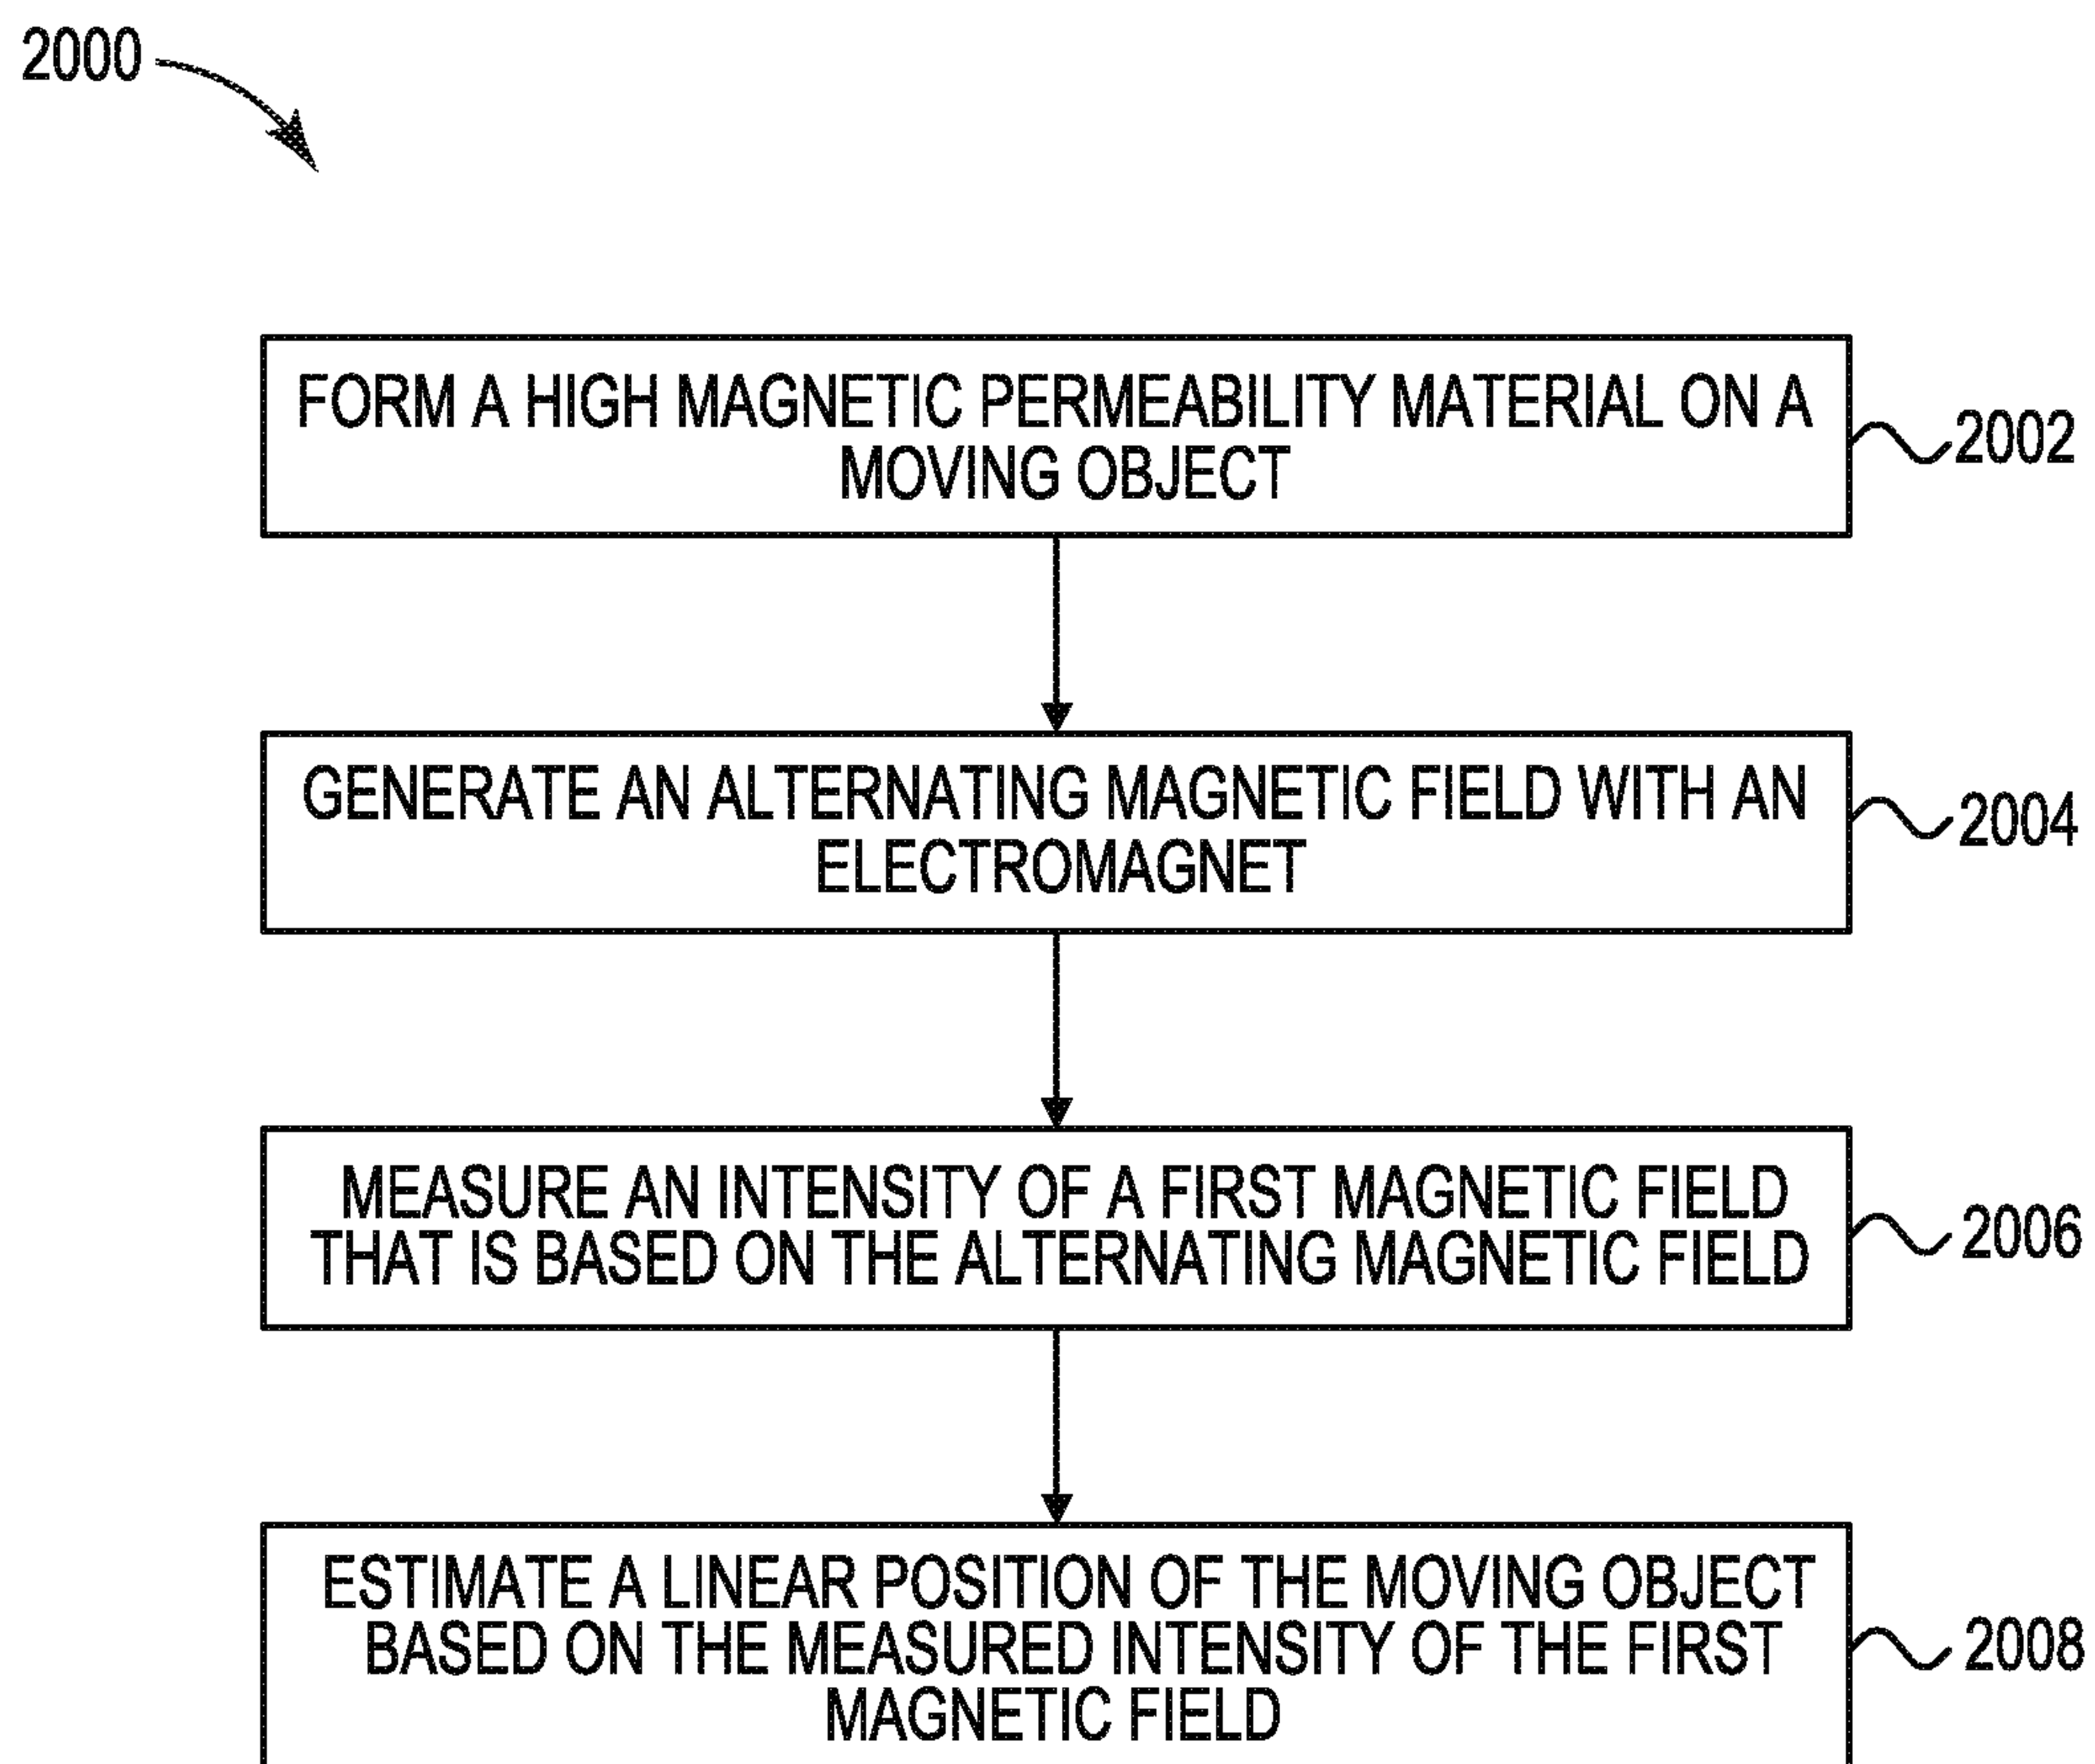 2000
FORM A HIGH MAGNETIC PERMEABILITY MATERIAL ON A
MOVING OBJECT
2002
GENERATE AN ALTERNATING MAGNETIC FIELD WITH AN
ELECTROMAGNET
2004
MEASURE AN INTENSITY OF A FIRST MAGNETIC FIELD
THAT IS BASED ON THE ALTERNATING MAGNETIC FIELD
2006
ESTIMATE A LINEAR POSITION OF THE MOVING OBJECT
BASED ON THE MEASURED INTENSITY OF THE FIRST
MAGNETIC FIELD
2008